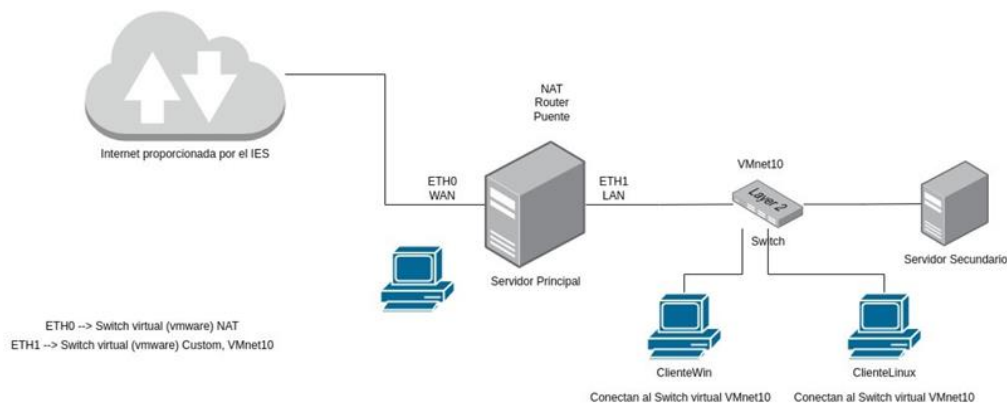 Internet proporcionada por el IES
NAT
Router
Puente
ETH0
WAN
ETH1
LAN
Servidor Principal
VMnet10
Layer 2
Switch
Servidor Secundario
ETH0 --> Switch virtual (vmware) NAT
ETH1 --> Switch virtual (vmware) Custom, VMnet10
ClienteWin
ClienteLinux
Conectan al Switch virtual VMnet10
Conectan al Switch virtual VMnet10